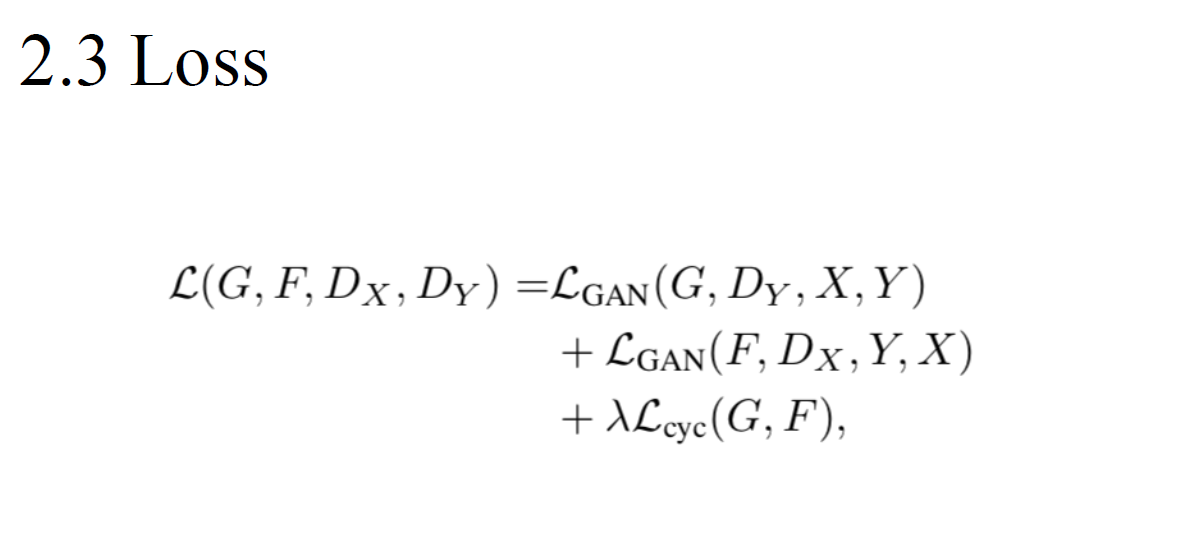 2.3 Loss
ℒ(G, F, D_X, D_Y) =ℒ_GAN(G, D_Y, X, Y)
+ ℒ_GAN(F, D_X, Y, X)
+ λℒ_cyc(G, F),